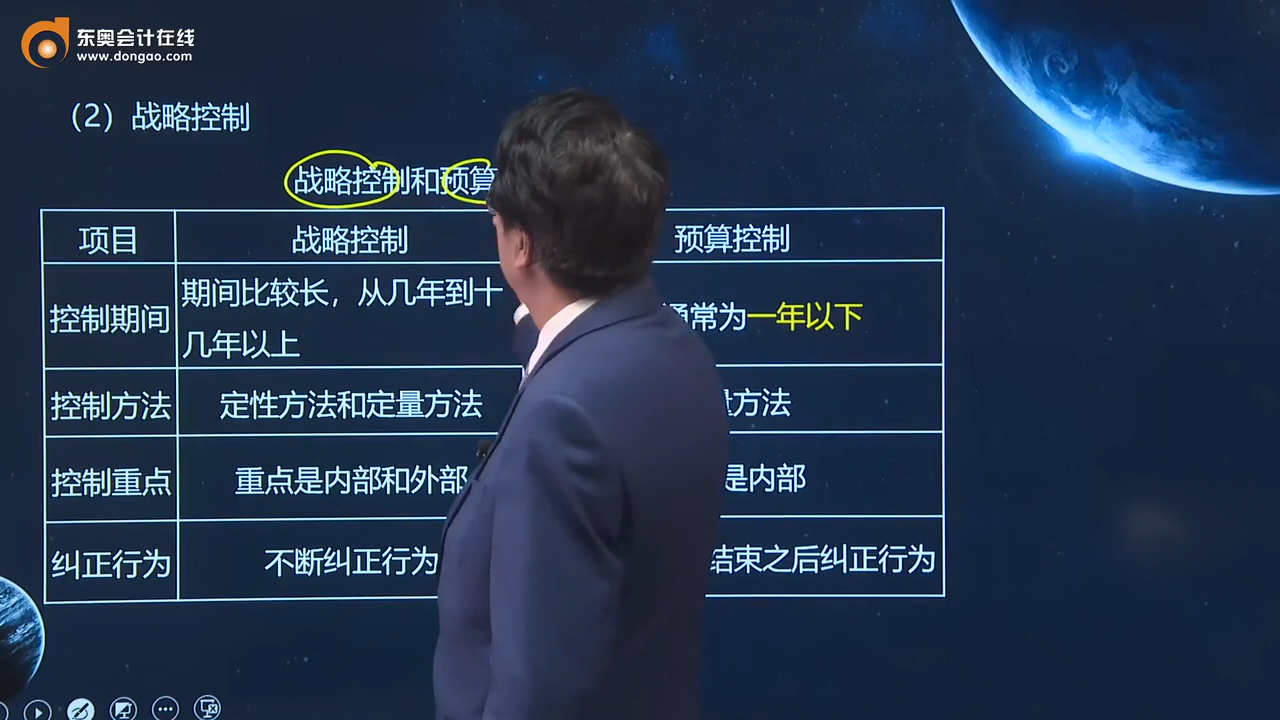 东奥会计在线
www.dongao.com
（2）战略控制
战略控制和预算
项目 战略控制 预算控制
控制期间 期间比较长，从几年到十几年以上 通常为一年以下
控制方法 定性方法和定量方法 量方法
控制重点 重点是内部和外部 是内部
纠正行为 不断纠正行为 结束之后纠正行为